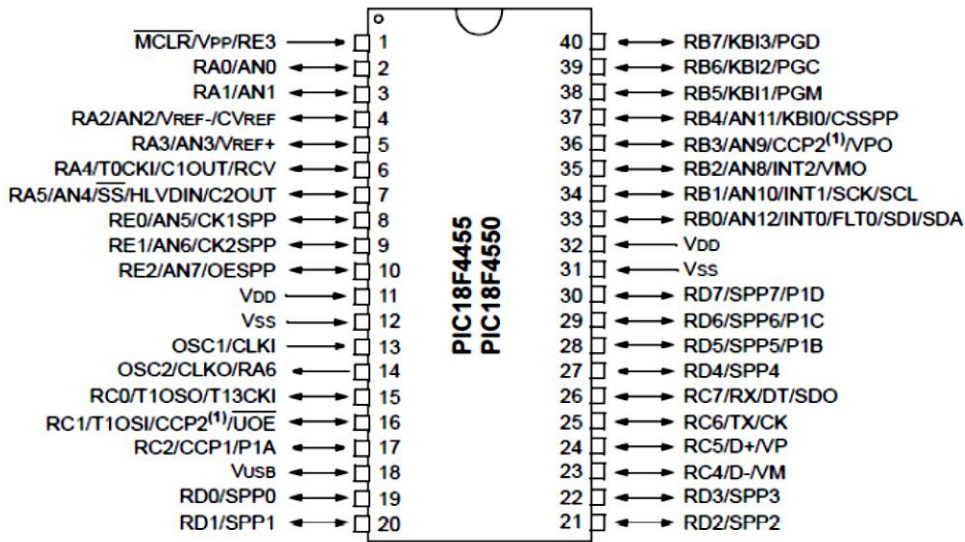 MCLR/VPP/RE3 1
RA0/AN0 2
RA1/AN1 3
RA2/AN2/VREF-/CVREF 4
RA3/AN3/VREF+ 5
RA4/T0CKI/C1OUT/RCV 6
RA5/AN4/SS/HLVDIN/C2OUT 7
RE0/AN5/CK1SPP 8
RE1/AN6/CK2SPP 9
RE2/AN7/OESPP 10
VDD 11
VSS 12
OSC1/CLKI 13
OSC2/CLKO/RA6 14
RC0/T1OSO/T13CKI 15
RC1/T1OSI/CCP2(1)/UOE 16
RC2/CCP1/P1A 17
VUSB 18
RD0/SPP0 19
RD1/SPP1 20
PIC18F4455
PIC18F4550
40 RB7/KBI3/PGD
39 RB6/KBI2/PGC
38 RB5/KBI1/PGM
37 RB4/AN11/KBI0/CSSPP
36 RB3/AN9/CCP2(1)/VPO
35 RB2/AN8/INT2/VMO
34 RB1/AN10/INT1/SCK/SCL
33 RB0/AN12/INT0/FLT0/SDI/SDA
32 VDD
31 VSS
30 RD7/SPP7/P1D
29 RD6/SPP6/P1C
28 RD5/SPP5/P1B
27 RD4/SPP4
26 RC7/RX/DT/SDO
25 RC6/TX/CK
24 RC5/D+/VP
23 RC4/D-/VM
22 RD3/SPP3
21 RD2/SPP2